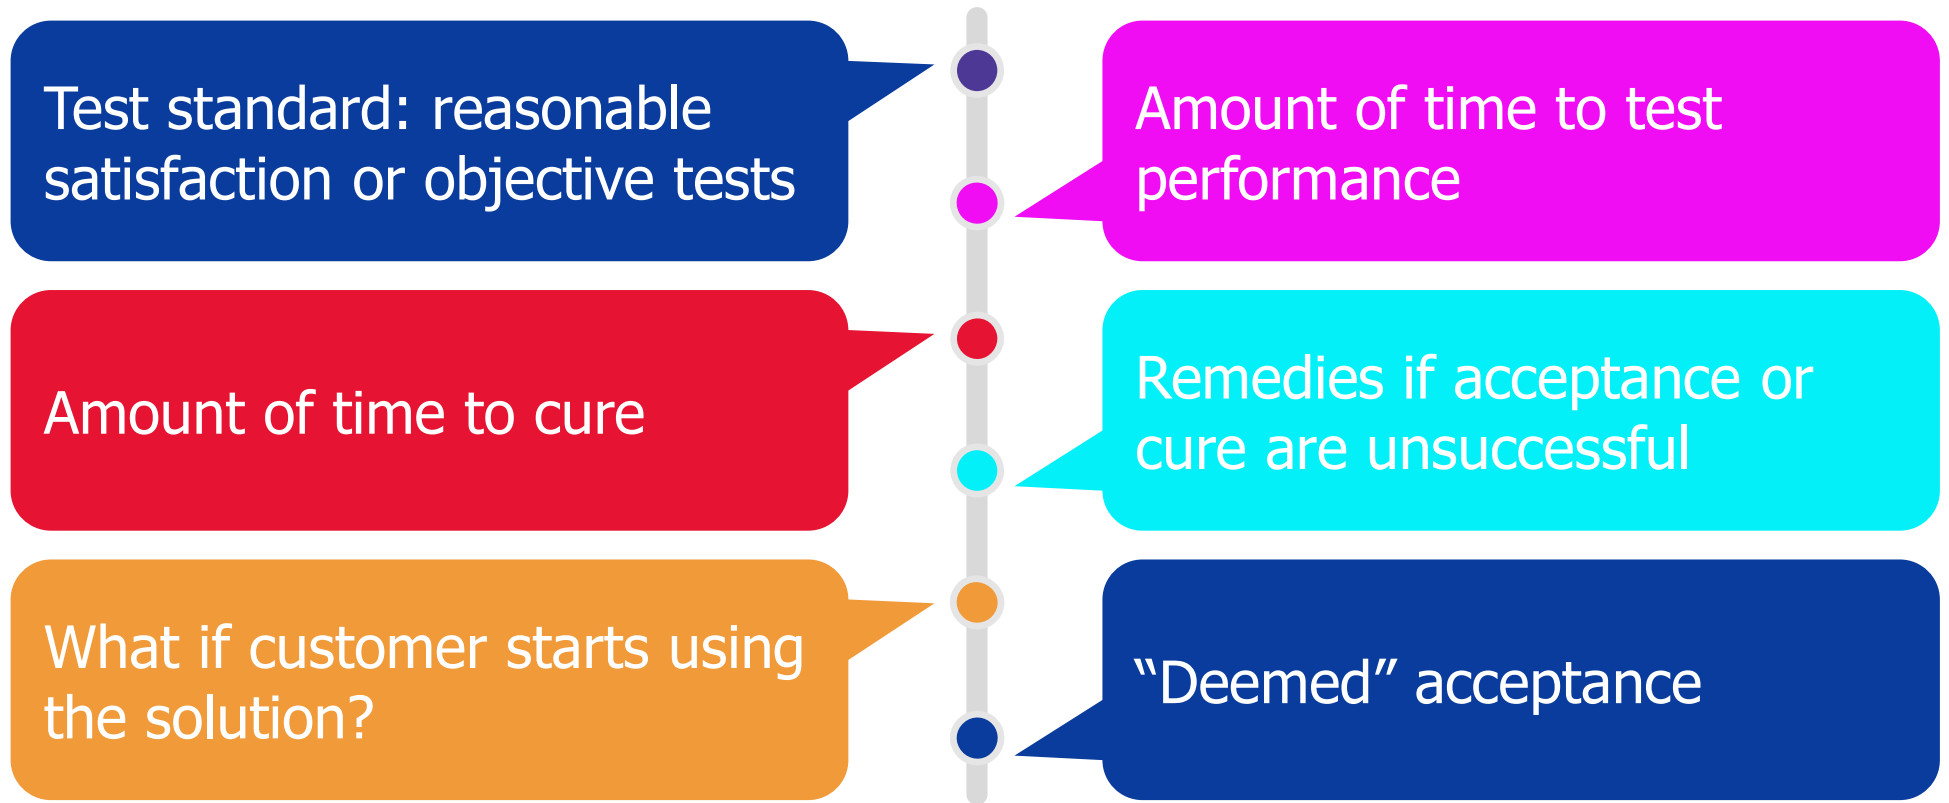 Test standard: reasonable
satisfaction or objective tests
Amount of time to test
performance
Amount of time to cure
Remedies if acceptance or
cure are unsuccessful
What if customer starts using
the solution?
“Deemed” acceptance